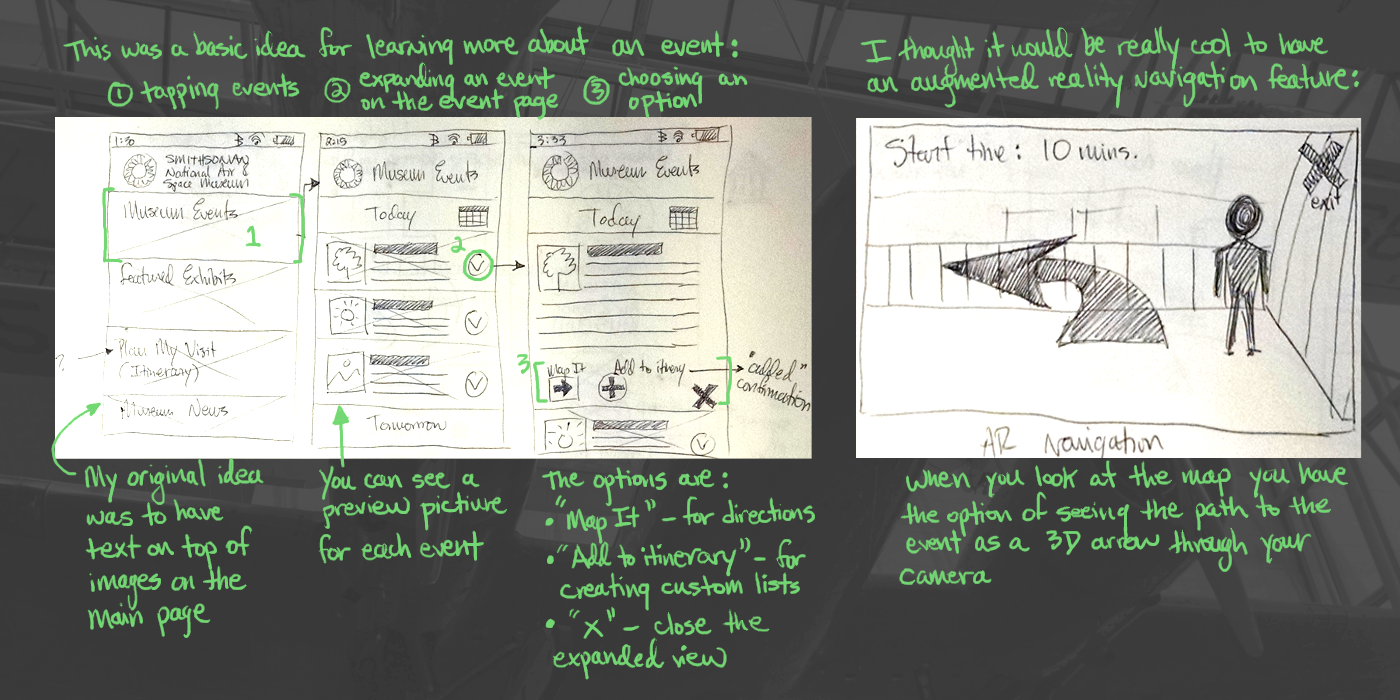 This was a basic idea for learning more about an event:
① tapping events
② expanding an event
on the event page
③ choosing an
option
1:30
SMITHSONIAN
National Air &
Space Museum
Museum Events
1
Featured Exhibits
?
Plan My Visit
(Itinerary)
Museum News
2:15
Museum Events
Today
2
Tomorrow
3:33
Museum Events
Today
3
Map It
Add to itinery
"added"
confirmation
My original idea
was to have
text on top of
images on the
main page
You can see a
preview picture
for each event
The options are:
• "Map It" – for directions
• "Add to itinerary" – for
creating custom lists
• "X" – close the
expanded view
I thought it would be really cool to have
an augmented reality navigation feature:
Start time: 10 mins.
exit
AR Navigation
when you look at the map you have
the option of seeing the path to the
event as a 3D arrow through your
camera